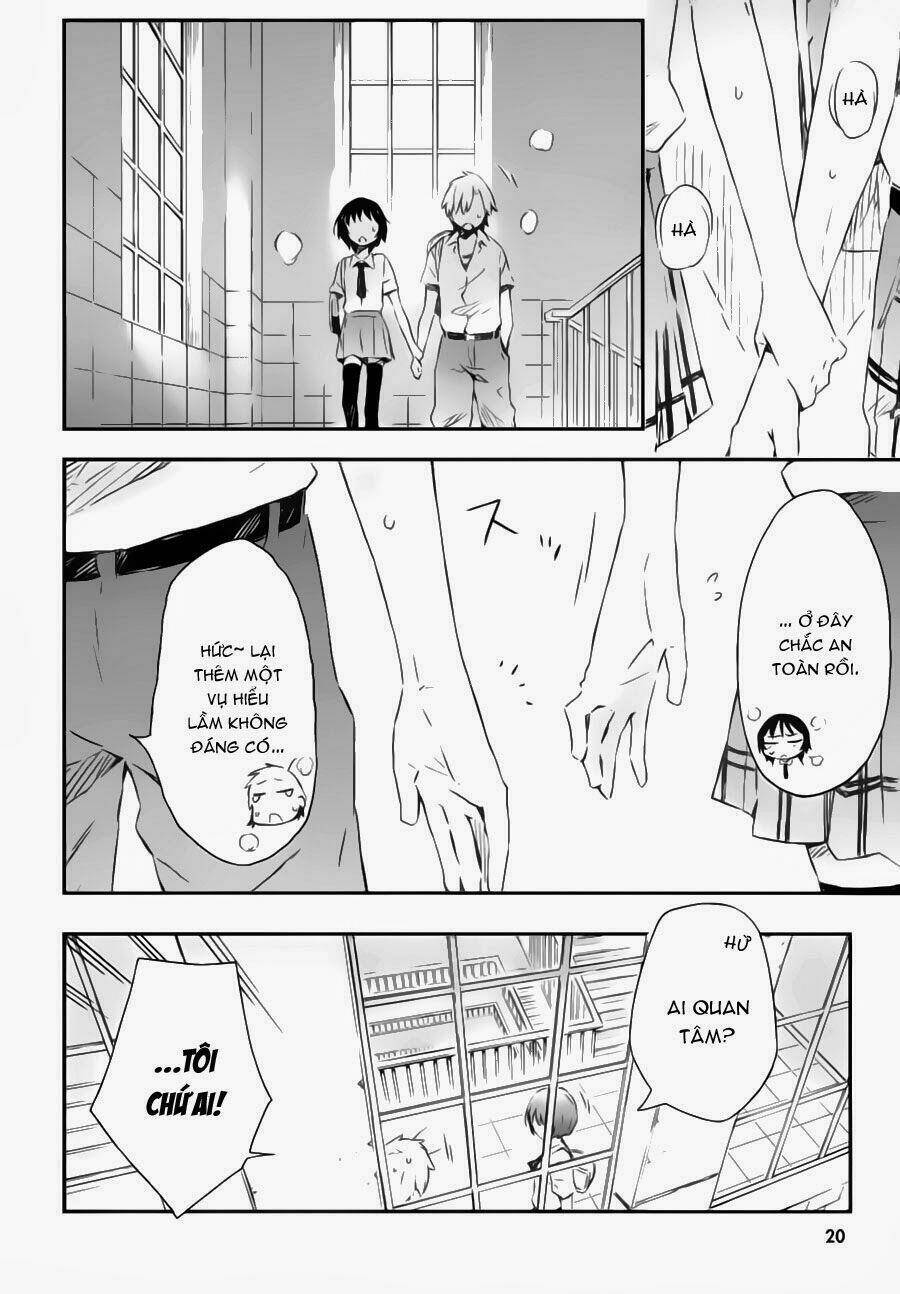 HÀ
HÀ
... Ở ĐÂY
CHẮC AN
TOÀN RỒI.
ス
HỨC~ LẠI
THÊM MỘT
VỤ HIỂU
LẦM KHÔNG
ĐÁNG CÓ...
HỪ
AI QUAN
TÂM?
...TÔI
CHỨ AI!
20